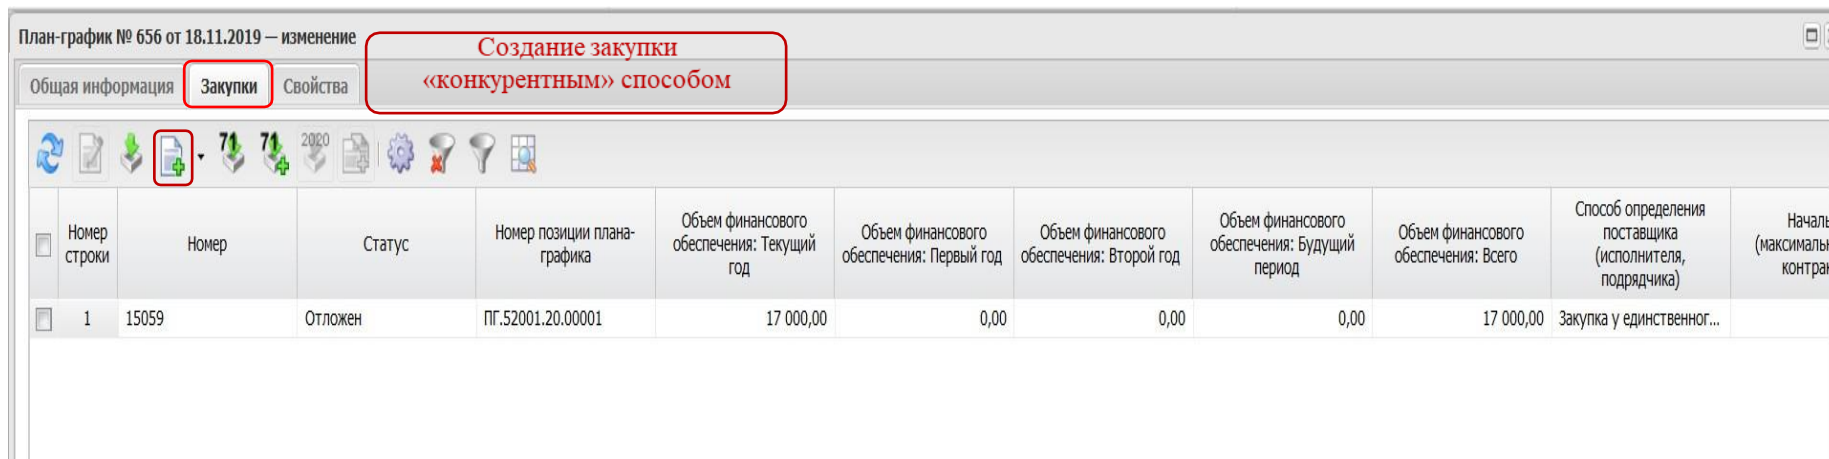 План-график № 656 от 18.11.2019 — изменение
Создание закупки
«конкурентным» способом
Общая информация Закупки Свойства
71 71 2020
Номер строки
Номер
Статус
Номер позиции плана-
графика
Объем финансового
обеспечения: Текущий
год
Объем финансового
обеспечения: Первый год
Объем финансового
обеспечения: Второй год
Объем финансового
обеспечения: Будущий
период
Объем финансового
обеспечения: Всего
Способ определения
поставщика
(исполнителя,
подрядчика)
Началь
(максимальн
контра
1 15059 Отложен ПГ.52001.20.00001 17 000,00 0,00 0,00 0,00 17 000,00 Закупка у единственног...